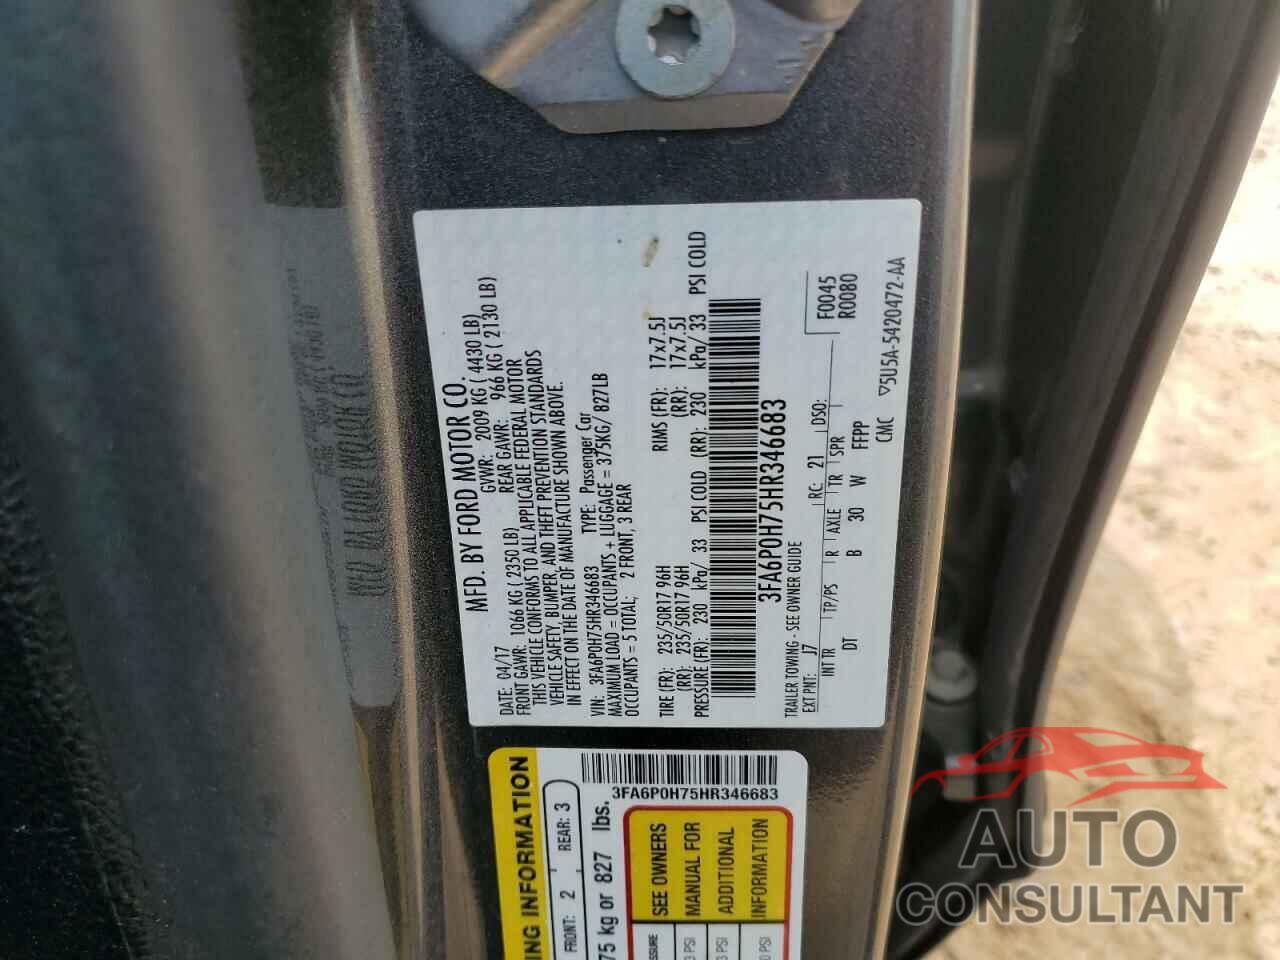 MFD. BY FORD MOTOR CO.
DATE: 04/17 GVWR: 2009 KG ( 4430 LB)
FRONT GAWR: 1066 KG ( 2350 LB) REAR GAWR: 966 KG ( 2130 LB)
THIS VEHICLE CONFORMS TO ALL APPLICABLE FEDERAL MOTOR
VEHICLE SAFETY, BUMPER, AND THEFT PREVENTION STANDARDS
IN EFFECT ON THE DATE OF MANUFACTURE SHOWN ABOVE.
VIN: 3FA6P0H75HR346683 TYPE: Passenger Car
MAXIMUM LOAD = OCCUPANTS + LUGGAGE = 375KG/ 827LB
OCCUPANTS = 5 TOTAL; 2 FRONT, 3 REAR
TIRE (FR): 235/50R17 96H RIMS (FR): 17x7.5J
(RR): 235/50R17 96H (RR): 17x7.5J
PRESSURE (FR): 230 kPa/ 33 PSI COLD (RR): 230 kPa/ 33 PSI COLD
3FA6P0H75HR346683
TRAILER TOWING - SEE OWNER GUIDE F0045
EXT PNT: J7 RC: 21 DSO: R0080
INT TR TP/PS R AXLE TR SPR
DT B 30 W FFPP
CMC ▽5U5A-5420472-AA
3FA6P0H75HR346683
ING INFORMATION
FRONT: 2 REAR: 3
75 kg or 827 lbs.
SEE OWNERS
MANUAL FOR
ADDITIONAL
INFORMATION
AUTO
CONSULTANT